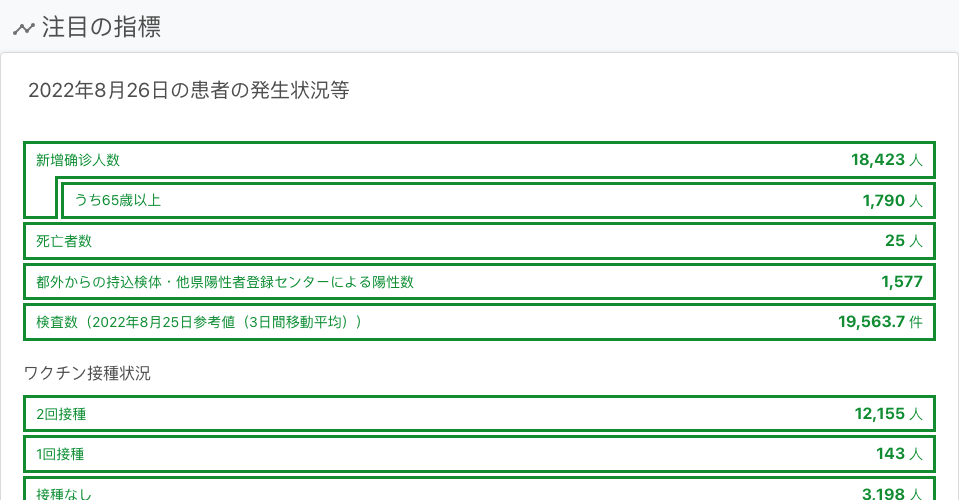 注目の指標
2022年8月26日の患者の発生状況等
新增确诊人数 18,423 人
うち65歳以上 1,790 人
死亡者数 25 人
都外からの持込検体・他県陽性者登録センターによる陽性数 1,577
検査数（2022年8月25日参考値（3日間移動平均）） 19,563.7 件
ワクチン接種状況
2回接種 12,155 人
1回接種 143 人
接種なし 3,198 人